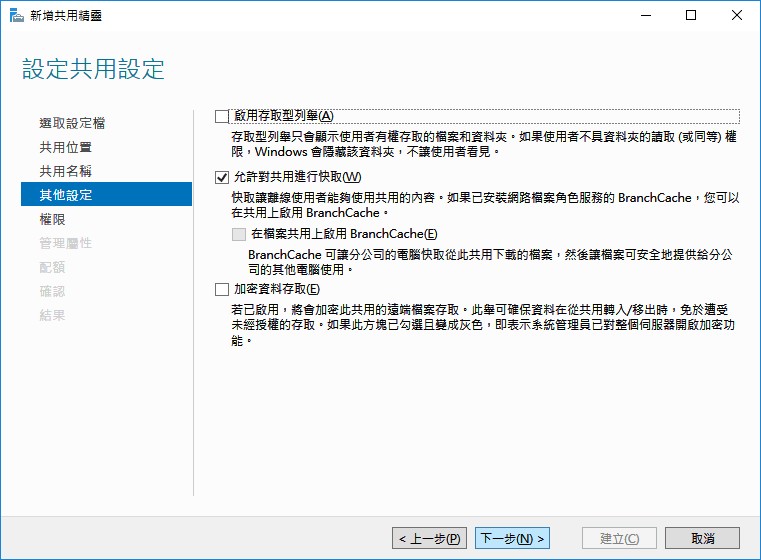 新增共用精靈
設定共用設定
選取設定檔
共用位置
共用名稱
其他設定
權限
管理屬性
配額
確認
結果
啟用存取型列舉(A)
存取型列舉只會顯示使用者有權存取的檔案和資料夾。如果使用者不具資料夾的讀取 (或同等) 權
限，Windows 會隱藏該資料夾，不讓使用者看見。
允許對共用進行快取(W)
快取讓離線使用者能夠使用共用的內容。如果已安裝網路檔案角色服務的 BranchCache，您可以
在共用上啟用 BranchCache。
在檔案共用上啟用 BranchCache(E)
BranchCache 可讓分公司的電腦快取從此共用下載的檔案，然後讓檔案可安全地提供給分公
司的其他電腦使用。
加密資料存取(E)
若已啟用，將會加密此共用的遠端檔案存取。此舉可確保資料在從共用轉入/移出時，免於遭受
未經授權的存取。如果此方塊已勾選且變成灰色，即表示系統管理員已對整個伺服器開啟加密功
能。
< 上一步(P)
下一步(N) >
建立(C)
取消